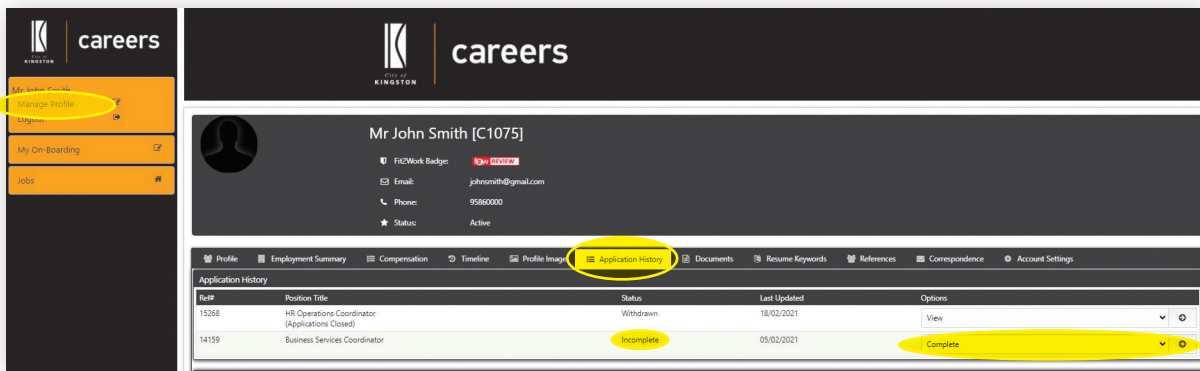 City of
KINGSTON
careers
Mr John Smith
Manage Profile
Logout
My On-Boarding
Jobs
City of
KINGSTON
careers
Mr John Smith [C1075]
Fit2Work Badge: REVIEW
Email: johnsmith@gmail.com
Phone: 95860000
Status: Active
Profile Employment Summary Compensation Timeline Profile Image Application History Documents Resume Keywords References Correspondence Account Settings
Application History
Ref# Position Title Status Last Updated Options
15268 HR Operations Coordinator Withdrawn 18/02/2021 View
(Applications Closed)
14159 Business Services Coordinator Incomplete 05/02/2021 Complete